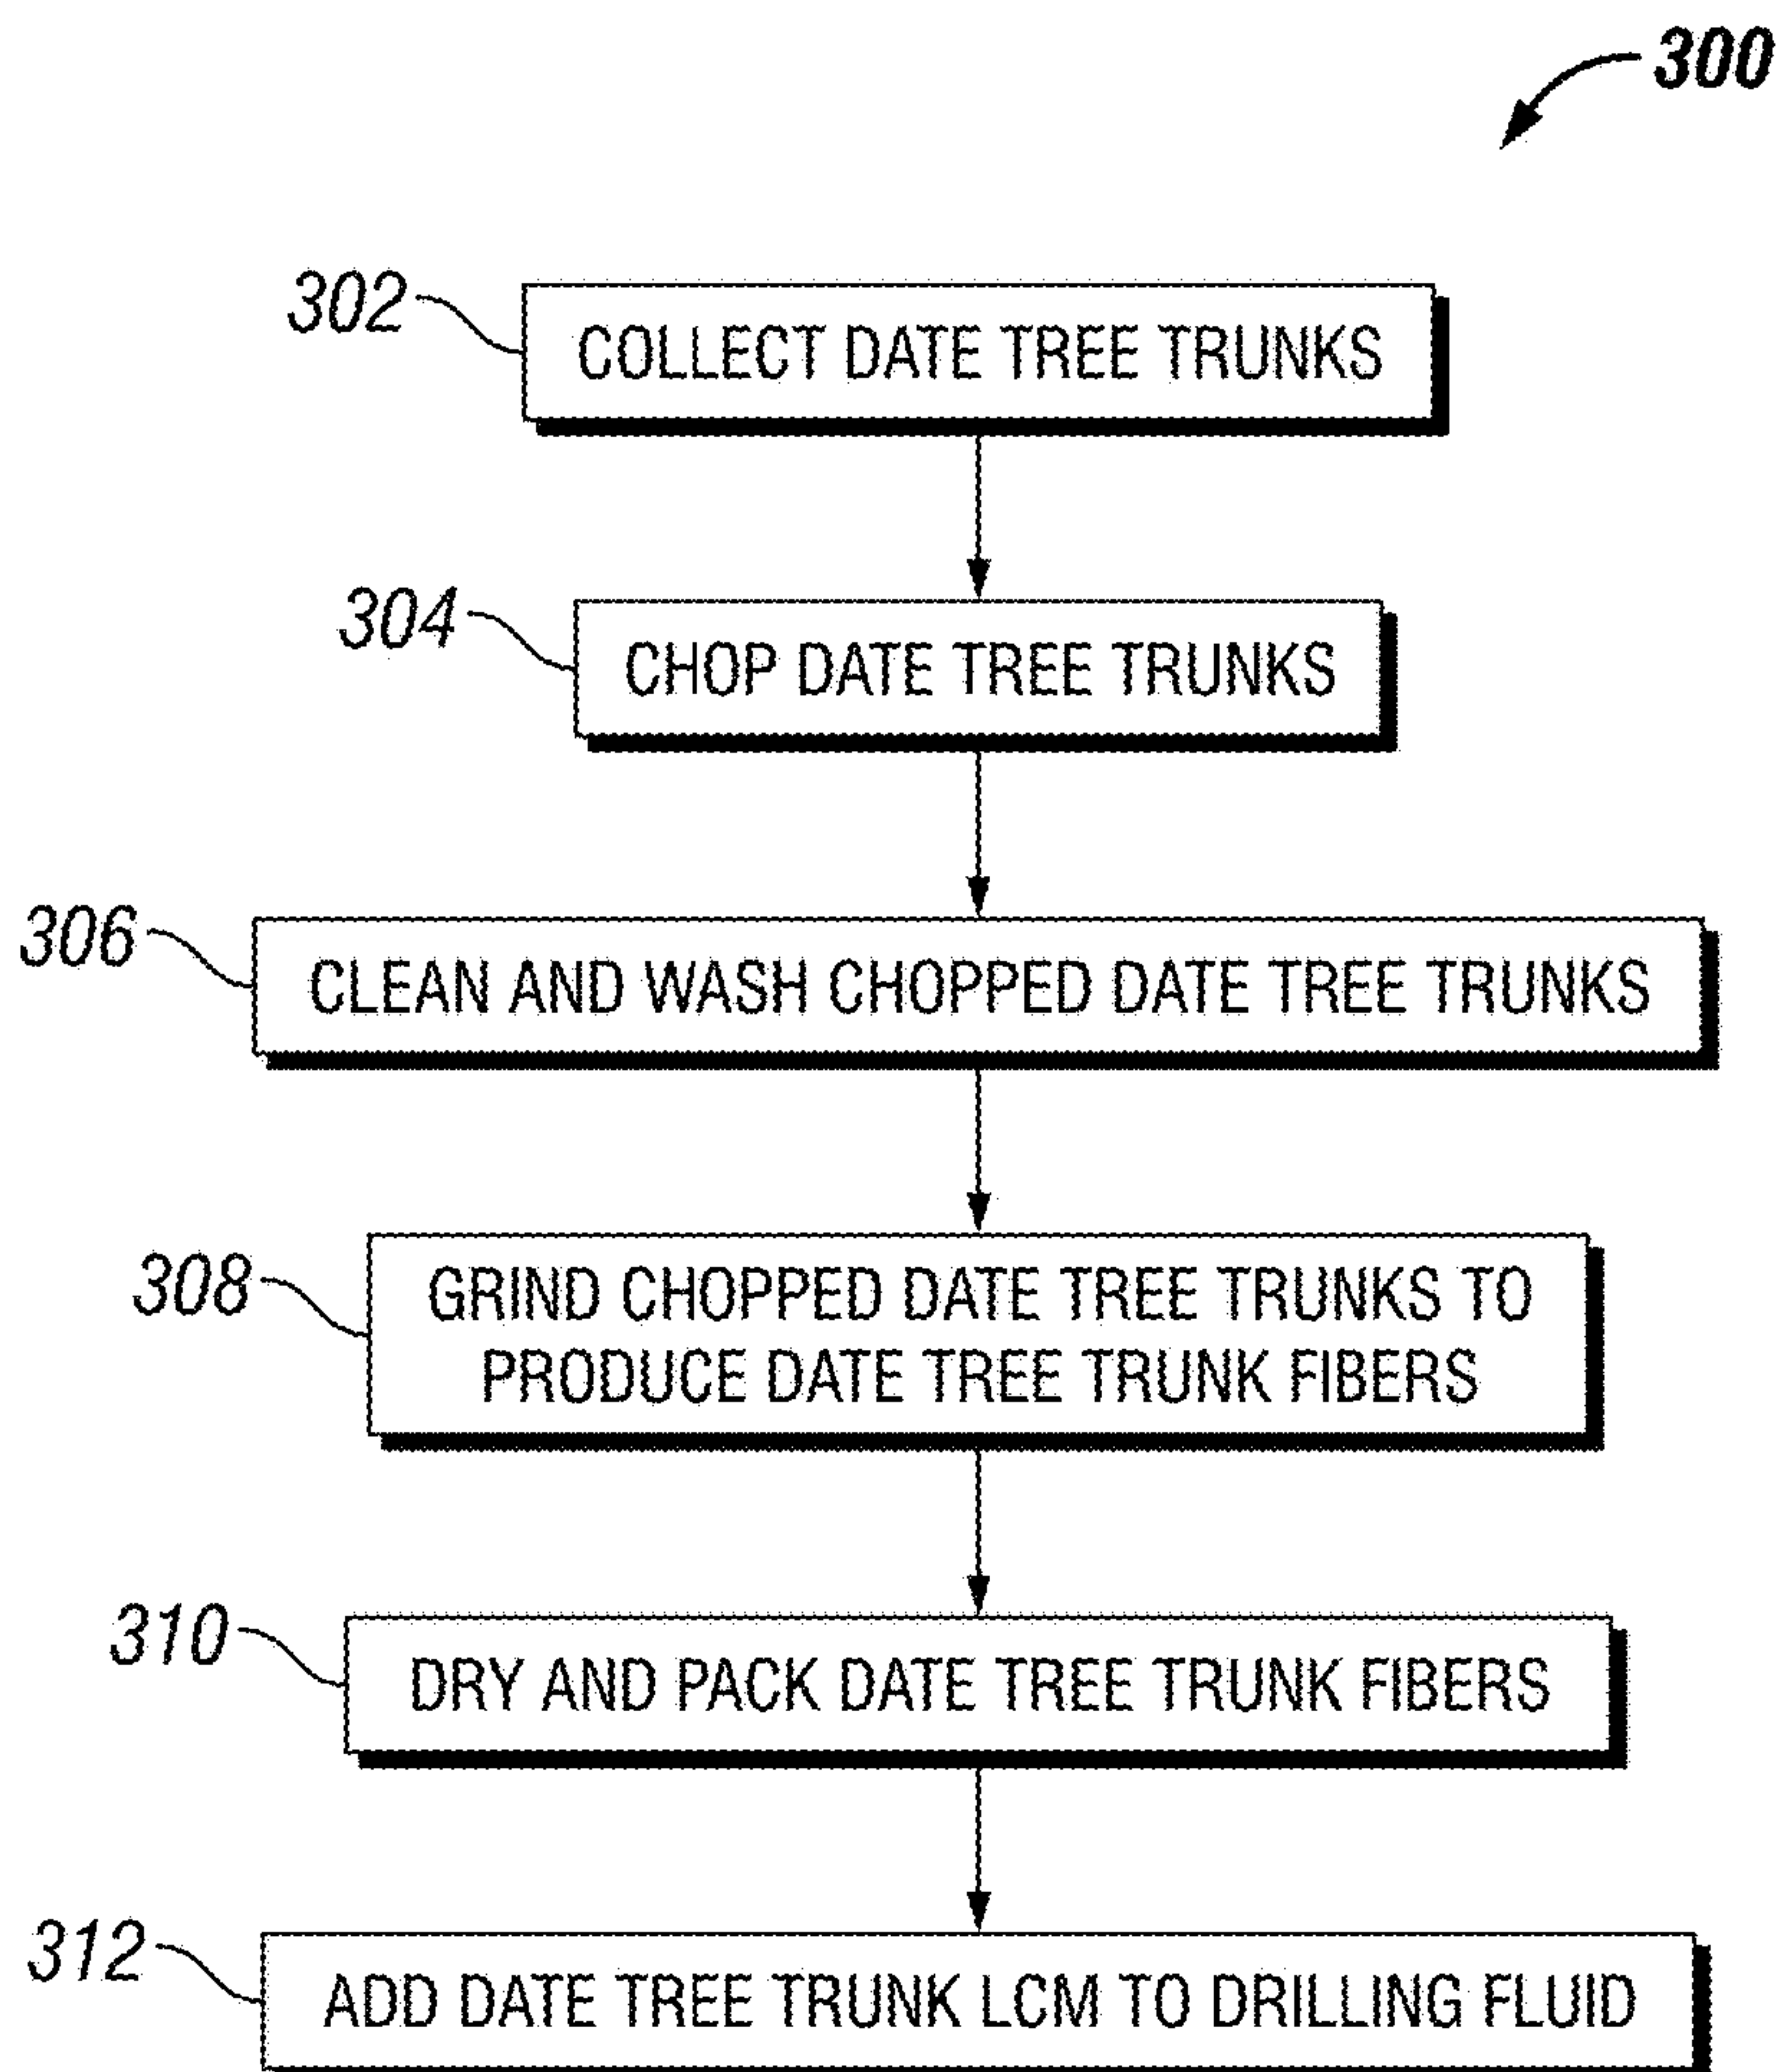 300
302
COLLECT DATE TREE TRUNKS
304
CHOP DATE TREE TRUNKS
306
CLEAN AND WASH CHOPPED DATE TREE TRUNKS
308
GRIND CHOPPED DATE TREE TRUNKS TO
PRODUCE DATE TREE TRUNK FIBERS
310
DRY AND PACK DATE TREE TRUNK FIBERS
312
ADD DATE TREE TRUNK LCM TO DRILLING FLUID